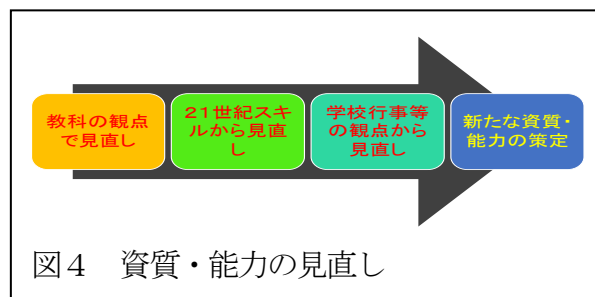 教科の観点
で見直し
21世紀スキ
ルから見直
し
学校行事等
の観点から
見直し
新たな資質・
能力の策定
図４　資質・能力の見直し